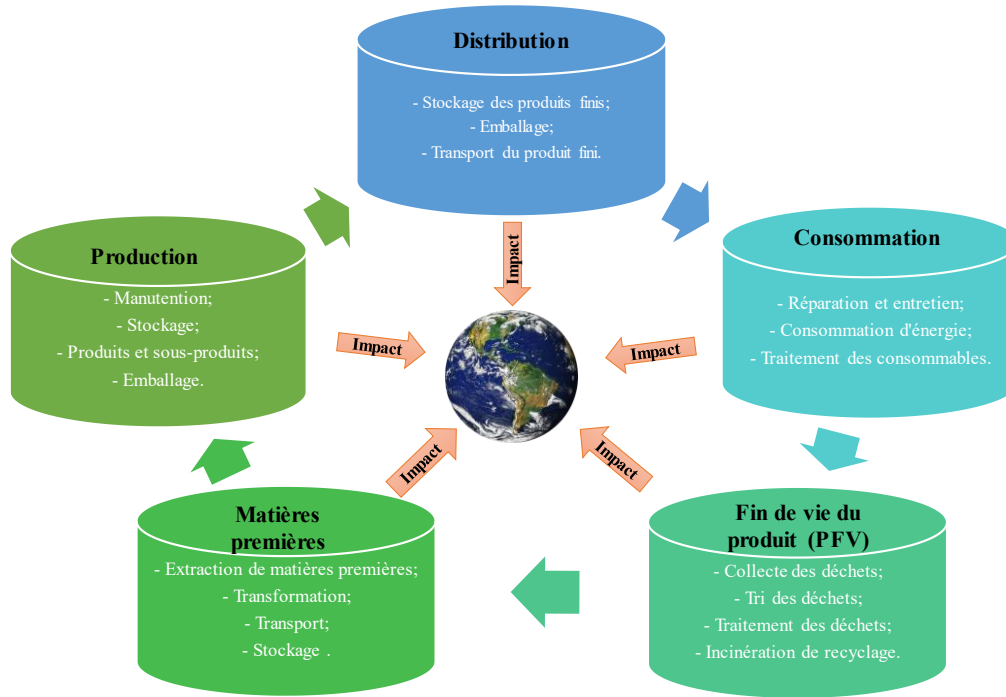 Distribution
- Stockage des produits finis;
- Emballage;
- Transport du produit fini.
Production
- Manutention;
- Stockage;
- Produits et sous-produits;
- Emballage.
Consommation
- Réparation et entretien;
- Consommation d'énergie;
- Traitement des consommables.
Impact
Impact
Impact
Impact
Impact
Matières
premières
- Extraction de matières premières;
- Transformation;
- Transport;
- Stockage .
Fin de vie du
produit (PFV)
- Collecte des déchets;
- Tri des déchets;
- Traitement des déchets;
- Incinération de recyclage.